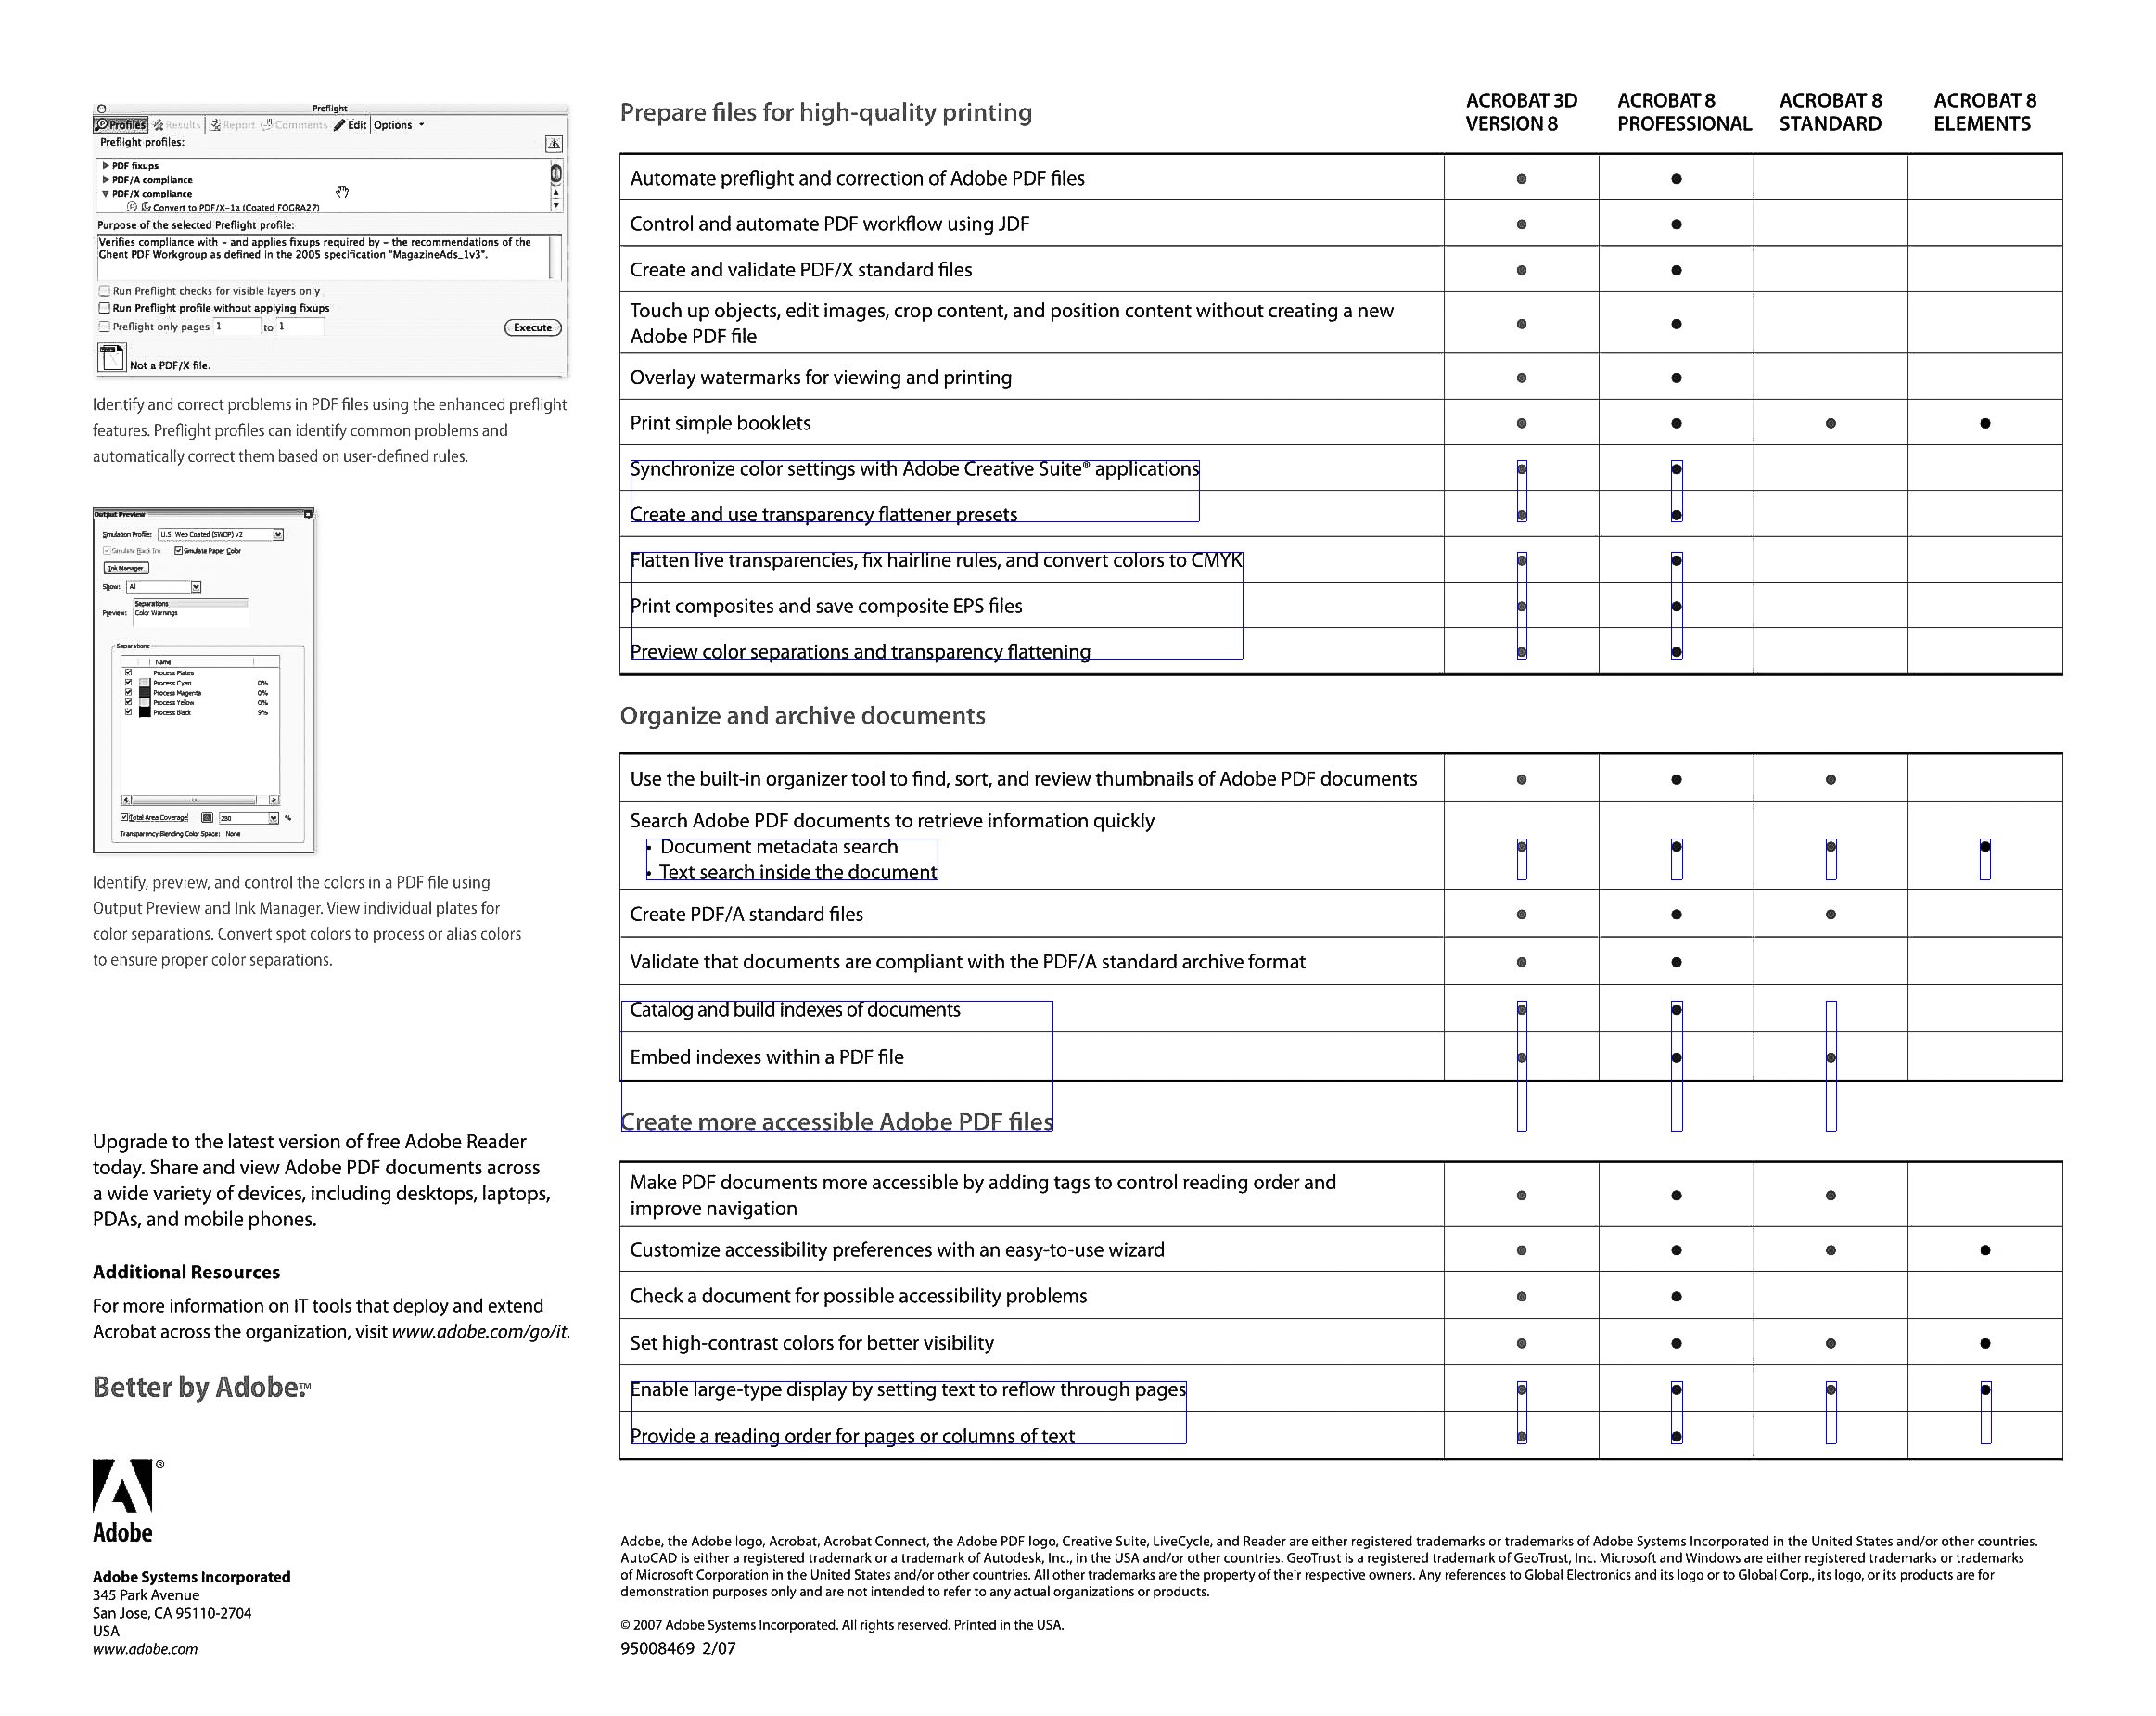 Preflight
Profiles Results Report Comments Edit Options
Preflight profiles:
PDF fixups
PDF/A compliance
PDF/X compliance
Convert to PDF/X-1a (Coated FOGRA27)
Purpose of the selected Preflight profile:
Verifies compliance with - and applies fixups required by - the recommendations of the
Ghent PDF Workgroup as defined in the 2005 specification "MagazineAds_1v3".
Run Preflight checks for visible layers only
Run Preflight profile without applying fixups
Preflight only pages 1 to 1
Execute
Not a PDF/X file.
Identify and correct problems in PDF files using the enhanced preflight
features. Preflight profiles can identify common problems and
automatically correct them based on user-defined rules.
Output Preview
Simulation Profile: U.S. Web Coated (SWOP) v2
Simulate Black Ink Simulate Paper Color
Ink Manager
Show: All
Separations
Preview: Color Warnings
Separations
Name
Process Plates
Process Cyan 0%
Process Magenta 0%
Process Yellow 0%
Process Black 9%
Total Area Coverage 280 %
Transparency Blending Color Space: None
Identify, preview, and control the colors in a PDF file using
Output Preview and Ink Manager. View individual plates for
color separations. Convert spot colors to process or alias colors
to ensure proper color separations.
Upgrade to the latest version of free Adobe Reader
today. Share and view Adobe PDF documents across
a wide variety of devices, including desktops, laptops,
PDAs, and mobile phones.
Additional Resources
For more information on IT tools that deploy and extend
Acrobat across the organization, visit www.adobe.com/go/it.
Better by Adobe.™
®
Adobe
Adobe Systems Incorporated
345 Park Avenue
San Jose, CA 95110-2704
USA
www.adobe.com
Prepare files for high-quality printing
ACROBAT 3D VERSION 8
ACROBAT 8 PROFESSIONAL
ACROBAT 8 STANDARD
ACROBAT 8 ELEMENTS
Automate preflight and correction of Adobe PDF files ● ●
Control and automate PDF workflow using JDF ● ●
Create and validate PDF/X standard files ● ●
Touch up objects, edit images, crop content, and position content without creating a new
Adobe PDF file ● ●
Overlay watermarks for viewing and printing ● ●
Print simple booklets ● ● ● ●
Synchronize color settings with Adobe Creative Suite® applications ● ●
Create and use transparency flattener presets ● ●
Flatten live transparencies, fix hairline rules, and convert colors to CMYK ● ●
Print composites and save composite EPS files ● ●
Preview color separations and transparency flattening ● ●
Organize and archive documents
Use the built-in organizer tool to find, sort, and review thumbnails of Adobe PDF documents ● ● ●
Search Adobe PDF documents to retrieve information quickly
• Document metadata search ● ● ● ●
• Text search inside the document
Create PDF/A standard files ● ● ●
Validate that documents are compliant with the PDF/A standard archive format ● ●
Catalog and build indexes of documents ● ●
Embed indexes within a PDF file ● ● ●
Create more accessible Adobe PDF files
Make PDF documents more accessible by adding tags to control reading order and
improve navigation ● ● ●
Customize accessibility preferences with an easy-to-use wizard ● ● ● ●
Check a document for possible accessibility problems ● ●
Set high-contrast colors for better visibility ● ● ● ●
Enable large-type display by setting text to reflow through pages ● ● ● ●
Provide a reading order for pages or columns of text ● ●
Adobe, the Adobe logo, Acrobat, Acrobat Connect, the Adobe PDF logo, Creative Suite, LiveCycle, and Reader are either registered trademarks or trademarks of Adobe Systems Incorporated in the United States and/or other countries.
AutoCAD is either a registered trademark or a trademark of Autodesk, Inc., in the USA and/or other countries. GeoTrust is a registered trademark of GeoTrust, Inc. Microsoft and Windows are either registered trademarks or trademarks
of Microsoft Corporation in the United States and/or other countries. All other trademarks are the property of their respective owners. Any references to Global Electronics and its logo or to Global Corp., its logo, or its products are for
demonstration purposes only and are not intended to refer to any actual organizations or products.
© 2007 Adobe Systems Incorporated. All rights reserved. Printed in the USA.
95008469 2/07